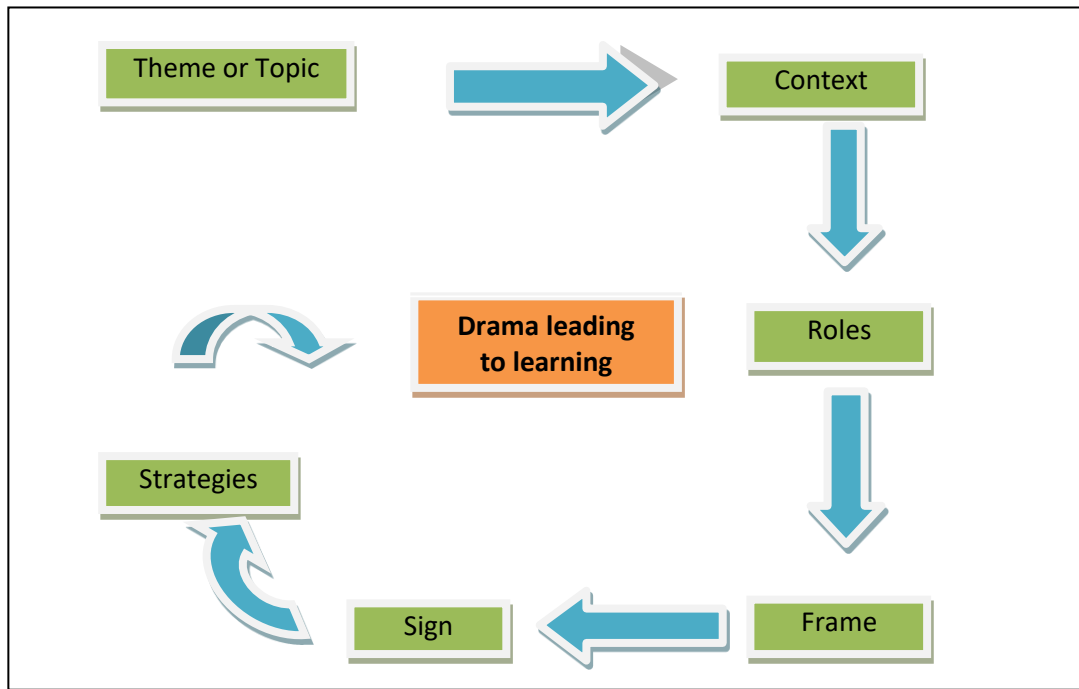 Theme or Topic
Context
Drama leading
to learning
Roles
Strategies
Sign
Frame